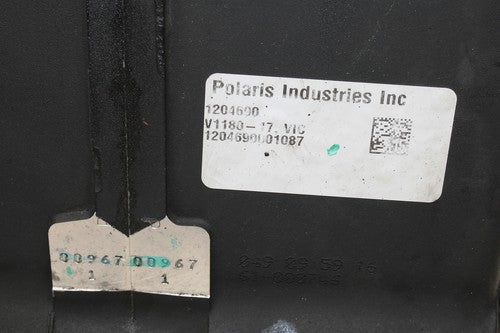 Polaris Industries Inc
1204690
V1180-17, VIC
1204690001087
00967 00967
1 1